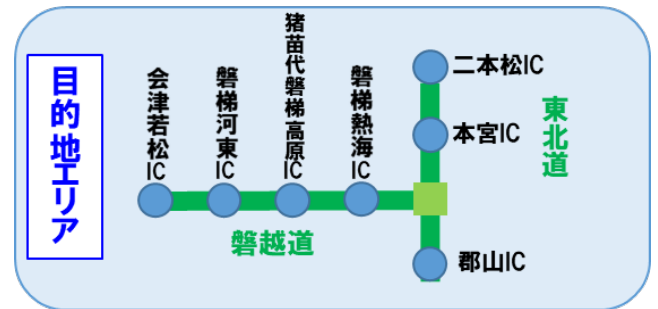 目的地エリア
会津若松IC
磐梯河東IC
猪苗代磐梯高原IC
磐梯熱海IC
二本松IC
本宮IC
郡山IC
東北道
磐越道